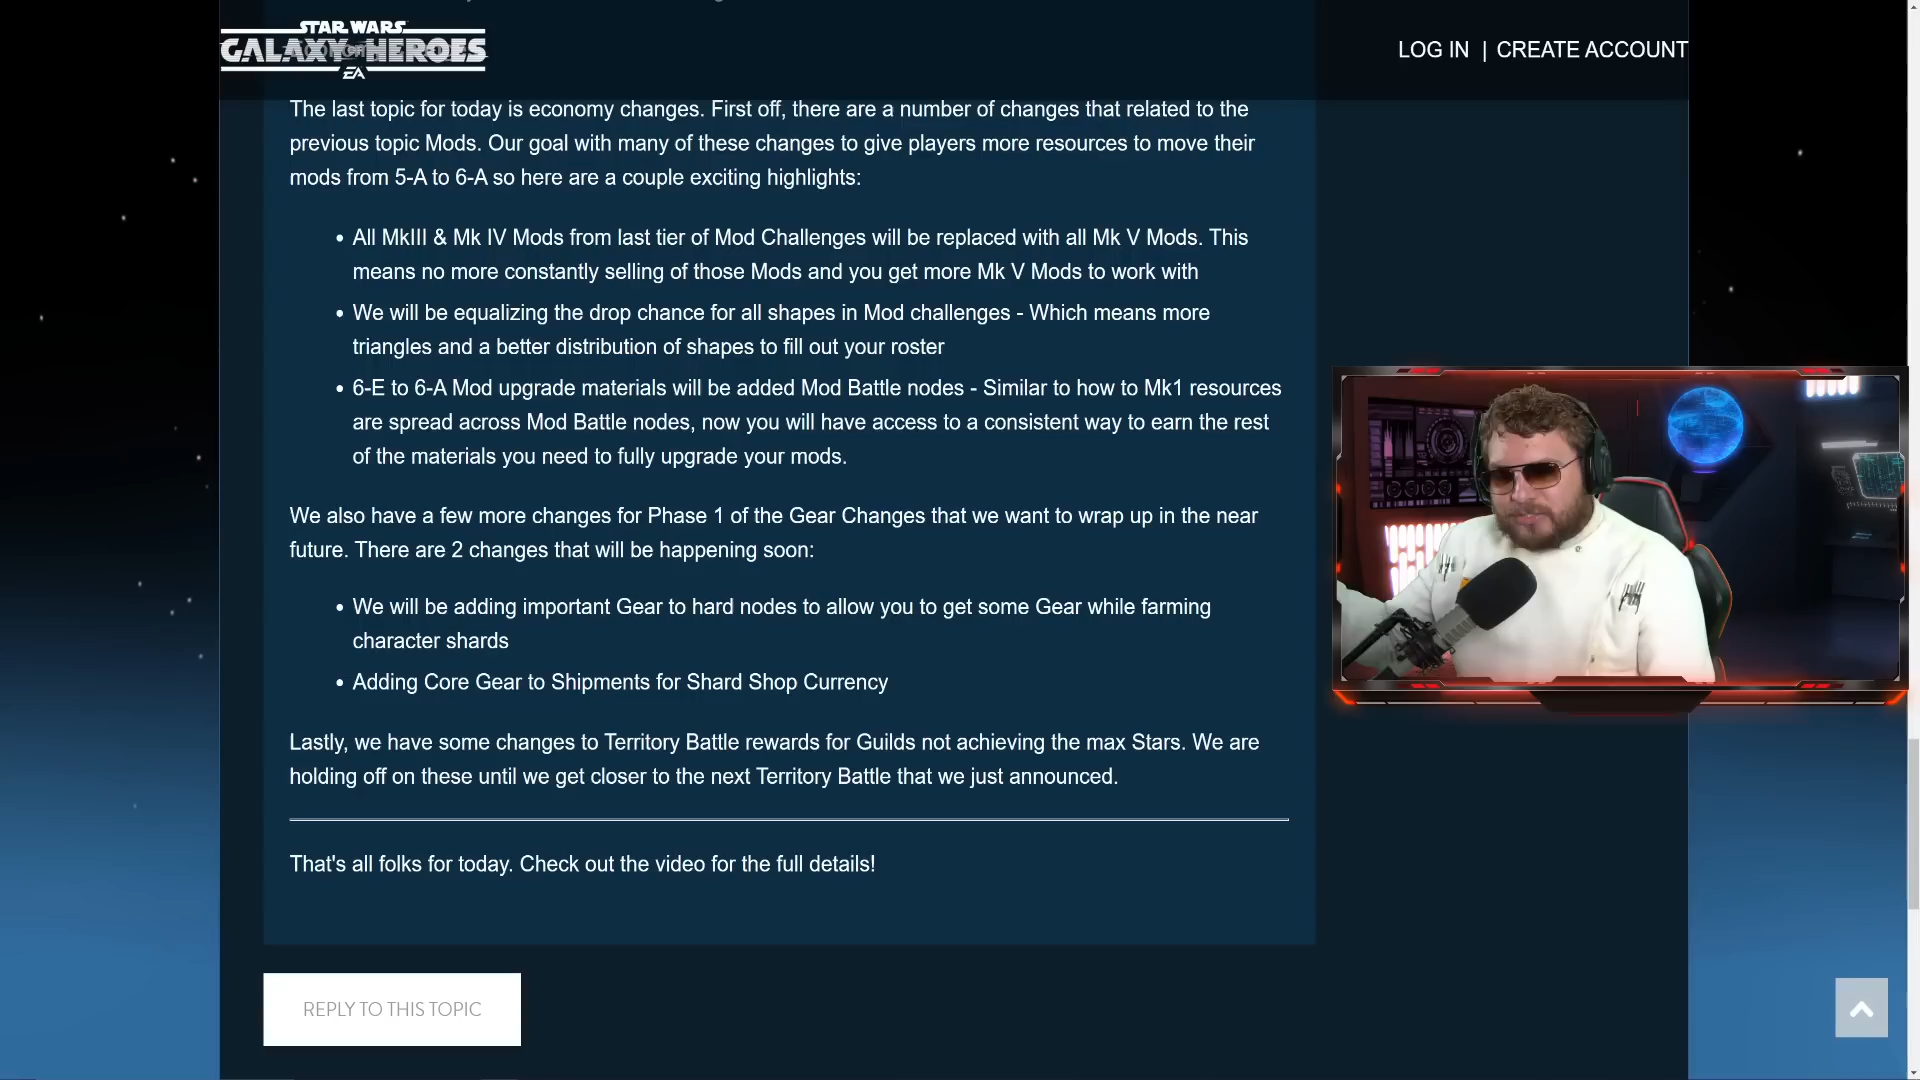 STAR WARS
GALAXY OF HEROES
EA
LOG IN | CREATE ACCOUNT
The last topic for today is economy changes. First off, there are a number of changes that related to the
previous topic Mods. Our goal with many of these changes to give players more resources to move their
mods from 5-A to 6-A so here are a couple exciting highlights:
• All MkIII & Mk IV Mods from last tier of Mod Challenges will be replaced with all Mk V Mods. This
means no more constantly selling of those Mods and you get more Mk V Mods to work with
• We will be equalizing the drop chance for all shapes in Mod challenges - Which means more
triangles and a better distribution of shapes to fill out your roster
• 6-E to 6-A Mod upgrade materials will be added Mod Battle nodes - Similar to how to Mk1 resources
are spread across Mod Battle nodes, now you will have access to a consistent way to earn the rest
of the materials you need to fully upgrade your mods.
We also have a few more changes for Phase 1 of the Gear Changes that we want to wrap up in the near
future. There are 2 changes that will be happening soon:
• We will be adding important Gear to hard nodes to allow you to get some Gear while farming
character shards
• Adding Core Gear to Shipments for Shard Shop Currency
Lastly, we have some changes to Territory Battle rewards for Guilds not achieving the max Stars. We are
holding off on these until we get closer to the next Territory Battle that we just announced.
That's all folks for today. Check out the video for the full details!
REPLY TO THIS TOPIC